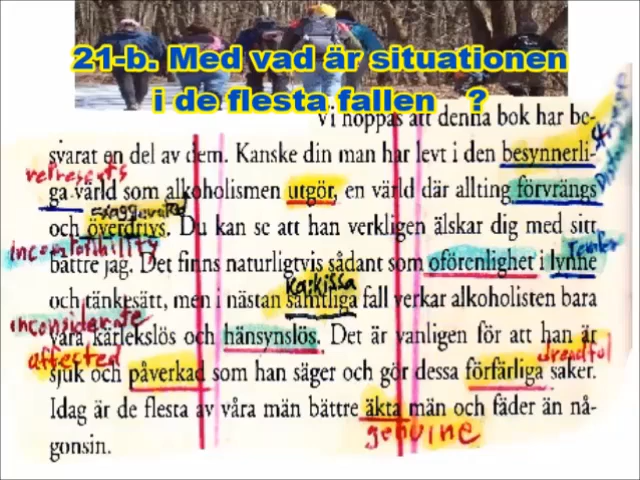 21-b. Med vad är situationen
i de flesta fallen ?
Vi hoppas att denna bok har be-
svarat en del av dem. Kanske din man har levt i den besynnerli-
represents
ga värld som alkoholismen utgör, en värld där allting förvrängs
exaggerated
och överdrivs. Du kan se att han verkligen älskar dig med sitt
incompatibility
bättre jag. Det finns naturligtvis sådant som oförenlighet i lynne
kaikissa
och tänkesätt, men i nästan samtliga fall verkar alkoholisten bara
inconsiderate
vara kärlekslös och hänsynslös. Det är vanligen för att han är
affected
dreadful
sjuk och påverkad som han säger och gör dessa förfärliga saker.
Idag är de flesta av våra män bättre äkta män och fäder än nå-
genuine
gonsin.